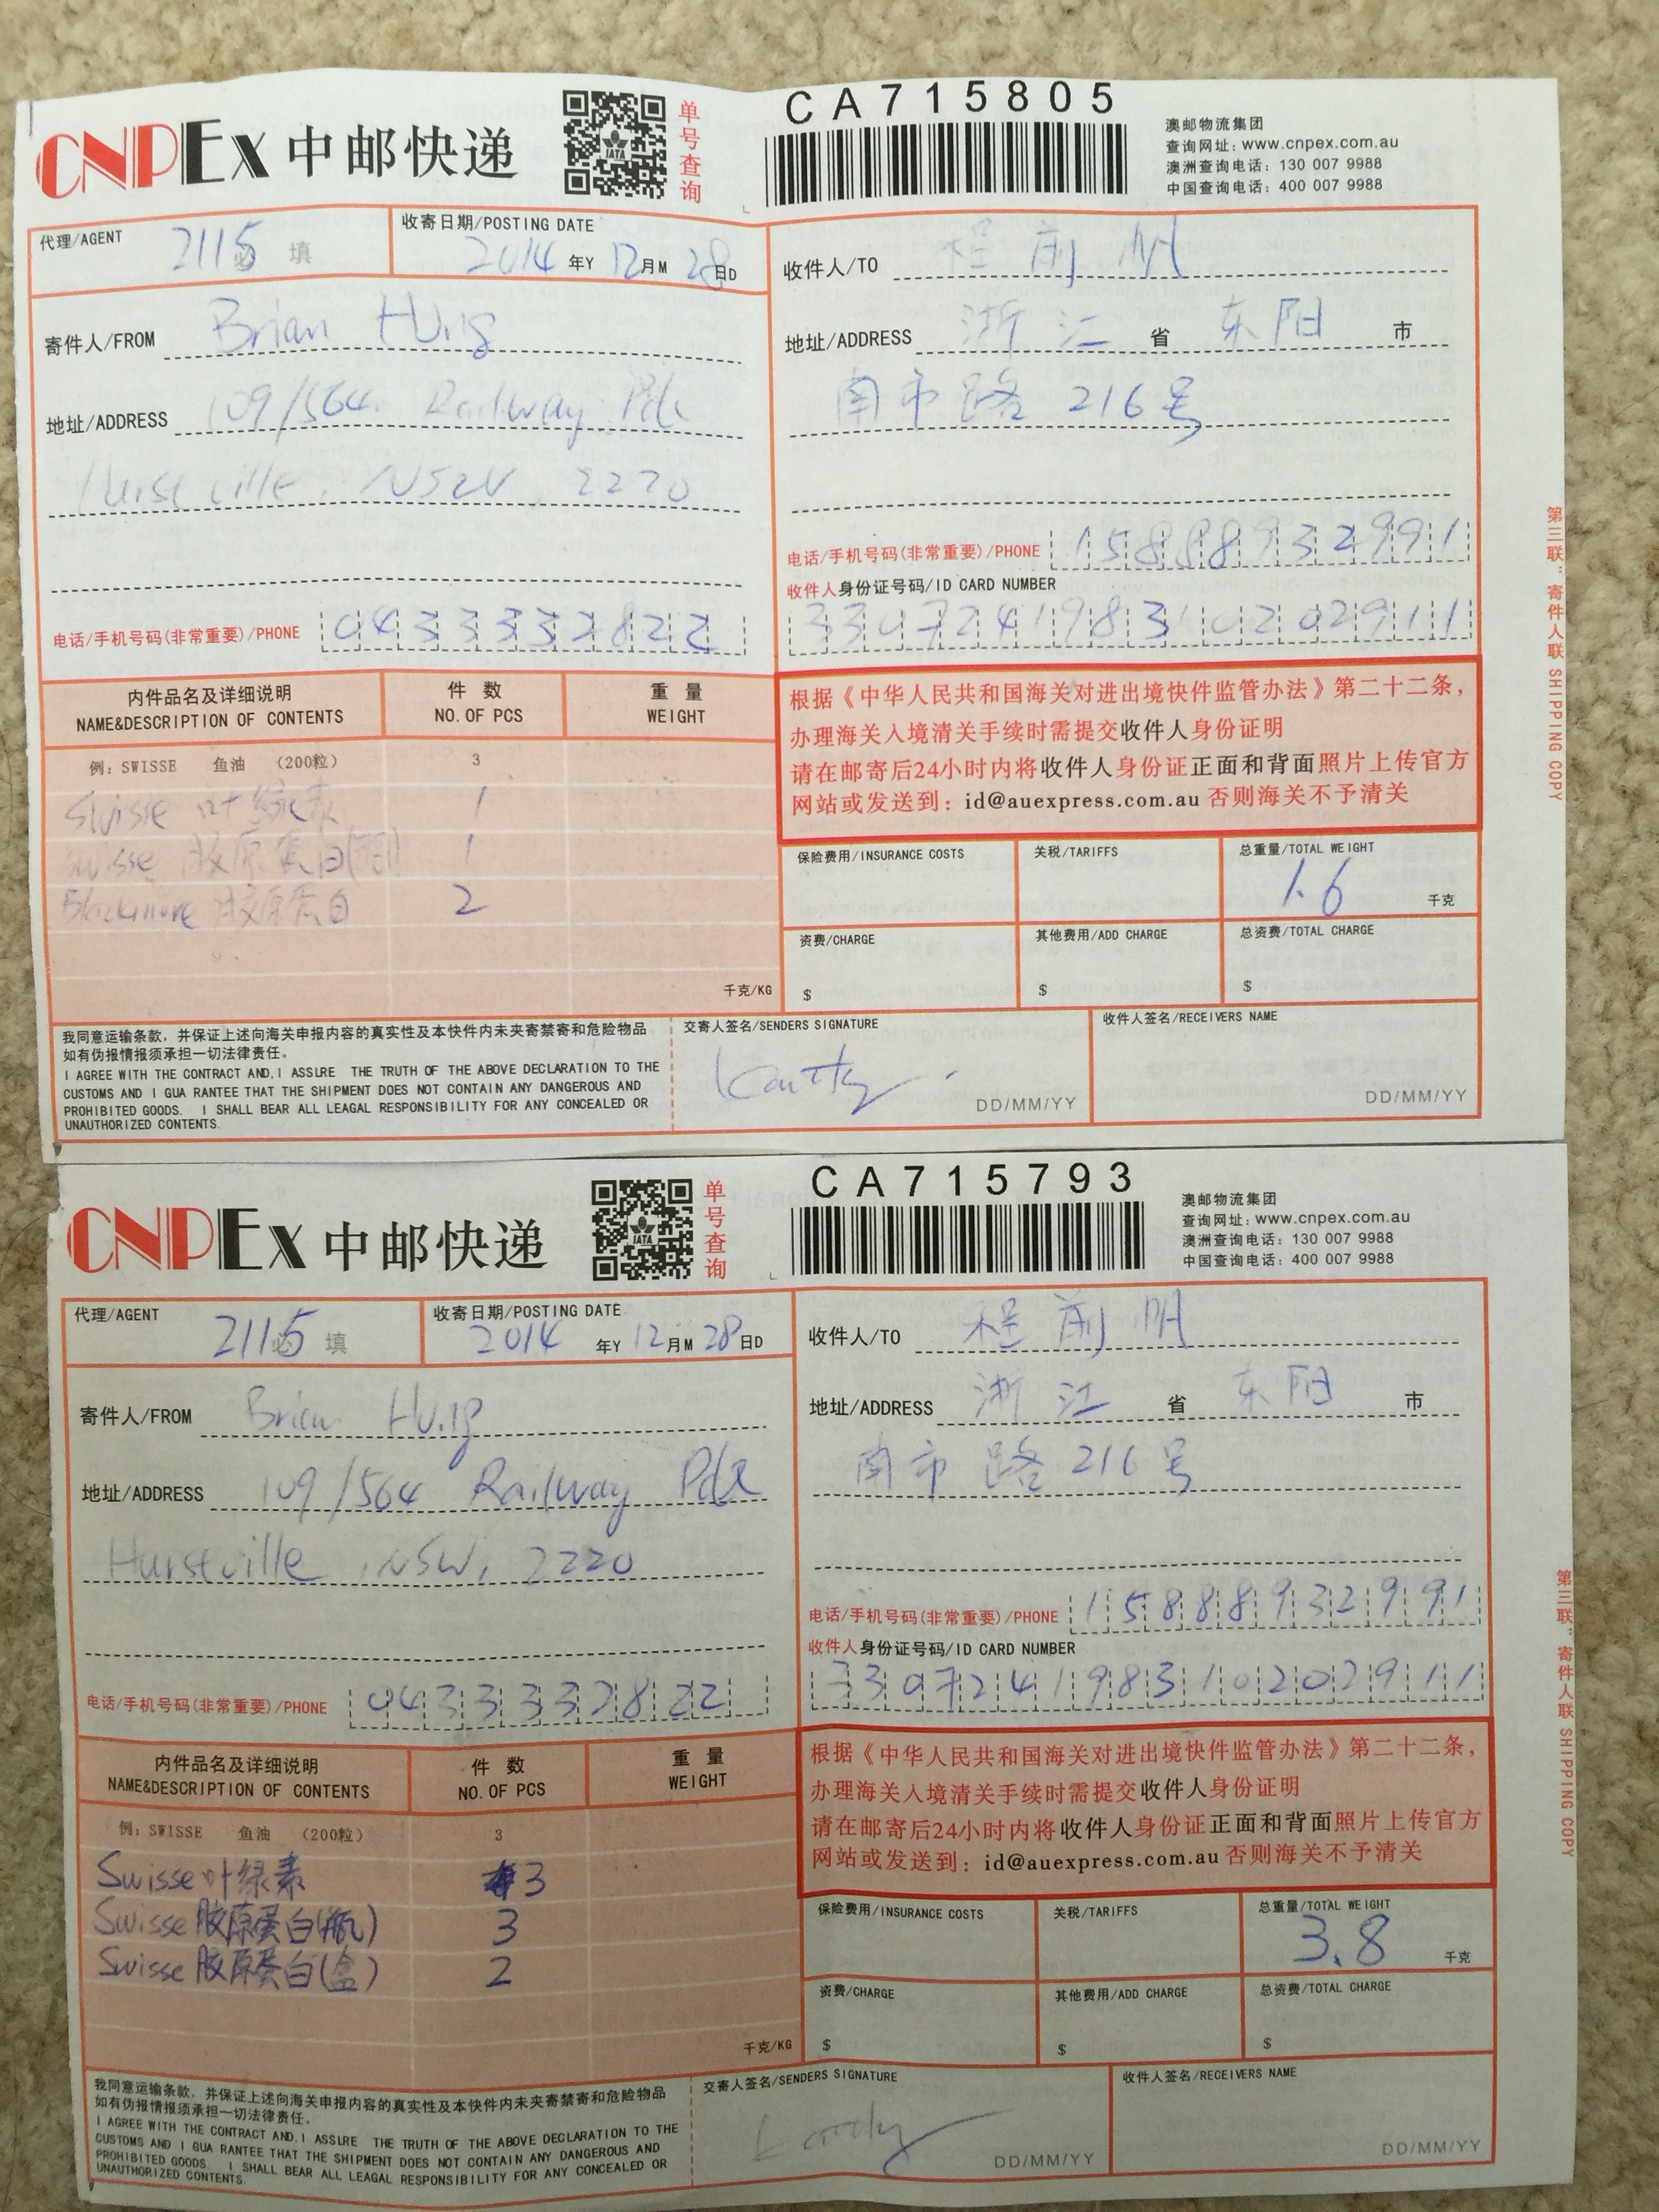 CNPEx 中邮快递
单号查询
CA715805
澳邮物流集团
查询网址: www.cnpex.com.au
澳洲查询电话: 130 007 9988
中国查询电话: 400 007 9988
代理/AGENT 2115 必填
收寄日期/POSTING DATE
2014 年Y 12月M 28日D
寄件人/FROM Brian Hung
地址/ADDRESS 109/564 Railway Pde
NSW, 2220
电话/手机号码(非常重要)/PHONE 0433332822
收件人/TO 程前
地址/ADDRESS 浙江 省 东阳 市
南市路 216号
电话/手机号码(非常重要)/PHONE 15888932991
收件人身份证号码/ID CARD NUMBER
330724198310202911
内件品名及详细说明 件 数 重 量
NAME&DESCRIPTION OF CONTENTS NO.OF PCS WEIGHT
例: SWISSE 鱼油 (200粒) 3
Swisse 叶绿素 1
Swisse 胶原蛋白(瓶) 1
Blackmore 胶原蛋白 2
千克/KG
根据《中华人民共和国海关对进出境快件监管办法》第二十二条,
办理海关入境清关手续时需提交收件人身份证明
请在邮寄后24小时内将收件人身份证正面和背面照片上传官方
网站或发送到: id@auexpress.com.au 否则海关不予清关
保险费用/INSURANCE COSTS 关税/TARIFFS 总重量/TOTAL WEIGHT
1.6 千克
资费/CHARGE 其他费用/ADD CHARGE 总资费/TOTAL CHARGE
$ $ $
我同意运输条款, 并保证上述向海关申报内容的真实性及本快件内未夹寄禁寄和危险物品
如有伪报情报须承担一切法律责任。
I AGREE WITH THE CONTRACT AND,I ASSLRE THE TRUTH OF THE ABOVE DECLARATION TO THE
CUSTOMS AND I GUA RANTEE THAT THE SHIPMENT DOES NOT CONTAIN ANY DANGEROUS AND
PROHIBITED GOODS. I SHALL BEAR ALL LEAGAL RESPONSIBILITY FOR ANY CONCEALED OR
UNAUTHORIZED CONTENTS.
交寄人签名/SENDERS SIGNATURE
DD/MM/YY
收件人签名/RECEIVERS NAME
DD/MM/YY
第三联: 寄件人联 SHIPPING COPY
CNPEx 中邮快递
单号查询
CA715793
澳邮物流集团
查询网址: www.cnpex.com.au
澳洲查询电话: 130 007 9988
中国查询电话: 400 007 9988
代理/AGENT 2115 必填
收寄日期/POSTING DATE
2014 年Y 12月M 28日D
寄件人/FROM Brian Hung
地址/ADDRESS 109/564 Railway Pde
Hurstville, NSW, 2220
电话/手机号码(非常重要)/PHONE 0433332822
收件人/TO 程前
地址/ADDRESS 浙江 省 东阳 市
南市路 216号
电话/手机号码(非常重要)/PHONE 15888932991
收件人身份证号码/ID CARD NUMBER
330724198310202911
内件品名及详细说明 件 数 重 量
NAME&DESCRIPTION OF CONTENTS NO.OF PCS WEIGHT
例: SWISSE 鱼油 (200粒) 3
Swisse 叶绿素 3
Swisse 胶原蛋白(瓶) 3
Swisse 胶原蛋白(盒) 2
千克/KG
根据《中华人民共和国海关对进出境快件监管办法》第二十二条,
办理海关入境清关手续时需提交收件人身份证明
请在邮寄后24小时内将收件人身份证正面和背面照片上传官方
网站或发送到: id@auexpress.com.au 否则海关不予清关
保险费用/INSURANCE COSTS 关税/TARIFFS 总重量/TOTAL WEIGHT
3.8 千克
资费/CHARGE 其他费用/ADD CHARGE 总资费/TOTAL CHARGE
$ $ $
我同意运输条款, 并保证上述向海关申报内容的真实性及本快件内未夹寄禁寄和危险物品
如有伪报情报须承担一切法律责任。
I AGREE WITH THE CONTRACT AND,I ASSLRE THE TRUTH OF THE ABOVE DECLARATION TO THE
CUSTOMS AND I GUA RANTEE THAT THE SHIPMENT DOES NOT CONTAIN ANY DANGEROUS AND
PROHIBITED GOODS. I SHALL BEAR ALL LEAGAL RESPONSIBILITY FOR ANY CONCEALED OR
UNAUTHORIZED CONTENTS.
交寄人签名/SENDERS SIGNATURE
DD/MM/YY
收件人签名/RECEIVERS NAME
DD/MM/YY
第三联: 寄件人联 SHIPPING COPY